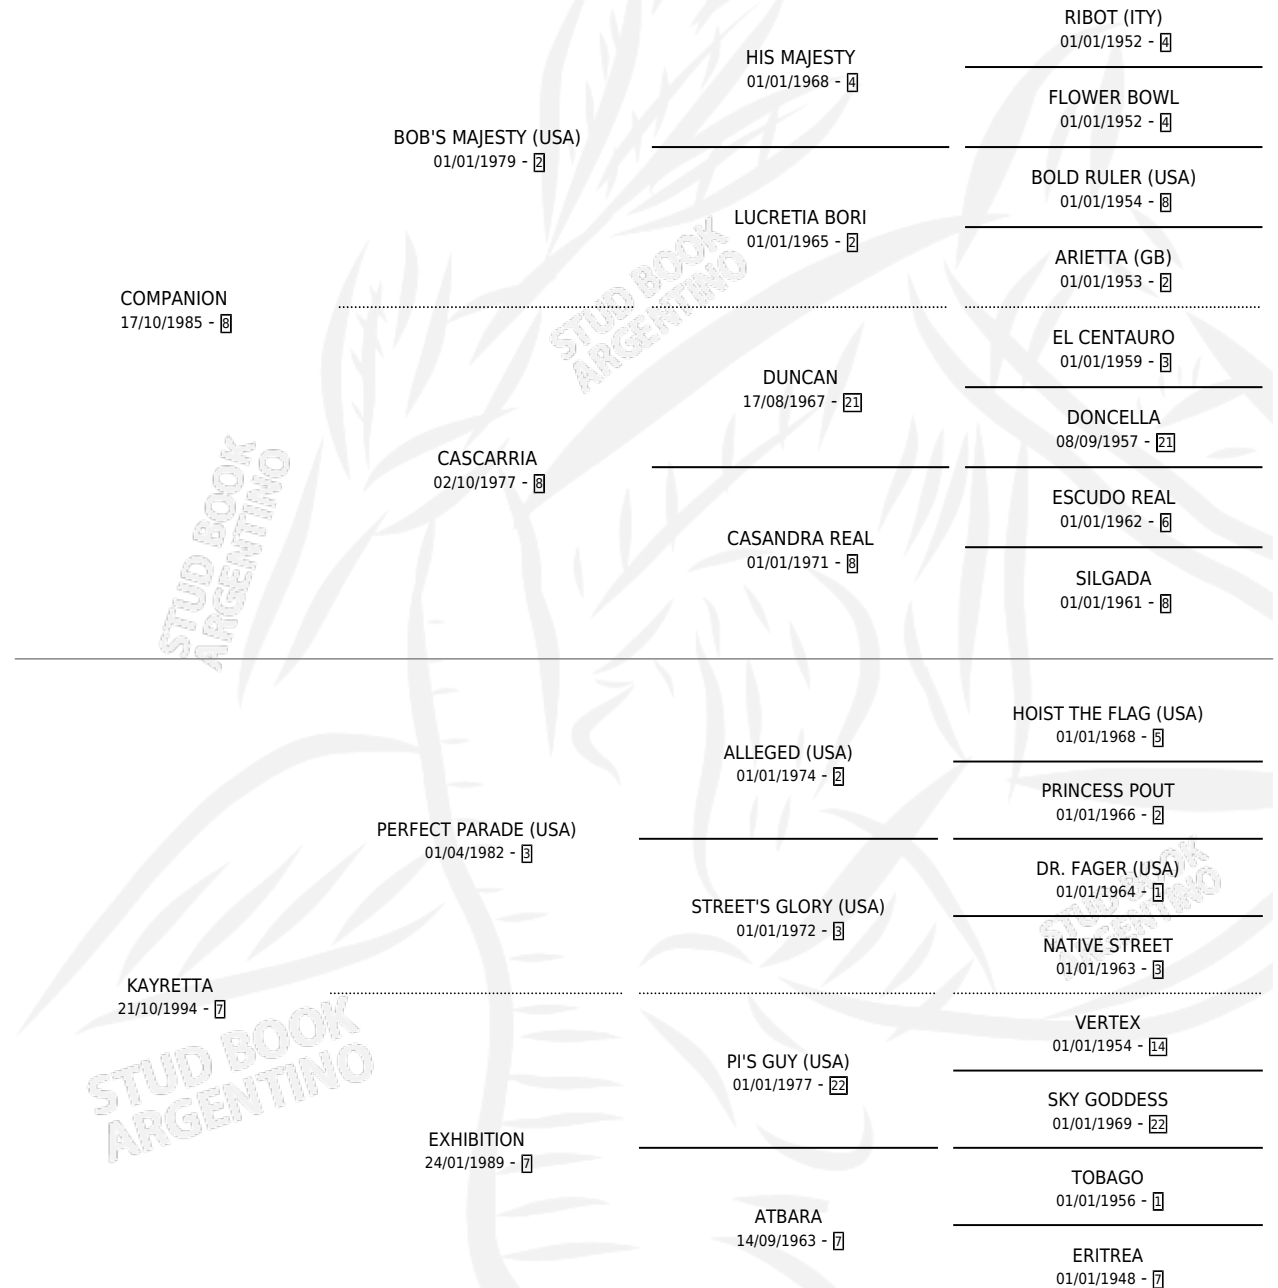 RIBOT (ITY)
01/01/1952 - 4
HIS MAJESTY
01/01/1968 - 4
FLOWER BOWL
01/01/1952 - 4
BOB'S MAJESTY (USA)
01/01/1979 - 2
BOLD RULER (USA)
01/01/1954 - 8
LUCRETIA BORI
01/01/1965 - 2
ARIETTA (GB)
01/01/1953 - 2
COMPANION
17/10/1985 - 8
EL CENTAURO
01/01/1959 - 3
DUNCAN
17/08/1967 - 21
DONCELLA
08/09/1957 - 21
CASCARRIA
02/10/1977 - 8
ESCUDO REAL
01/01/1962 - 6
CASANDRA REAL
01/01/1971 - 8
SILGADA
01/01/1961 - 8
HOIST THE FLAG (USA)
01/01/1968 - 5
ALLEGED (USA)
01/01/1974 - 2
PRINCESS POUT
01/01/1966 - 2
PERFECT PARADE (USA)
01/04/1982 - 3
DR. FAGER (USA)
01/01/1964 - 1
STREET'S GLORY (USA)
01/01/1972 - 3
NATIVE STREET
01/01/1963 - 3
KAYRETTA
21/10/1994 - 7
VERTEX
01/01/1954 - 14
PI'S GUY (USA)
01/01/1977 - 22
SKY GODDESS
01/01/1969 - 22
EXHIBITION
24/01/1989 - 7
TOBAGO
01/01/1956 - 1
ATBARA
14/09/1963 - 7
ERITREA
01/01/1948 - 7
STUD BOOK
ARGENTINO
STUD BOOK
ARGENTINO
STUD BOOK
ARGENTINO
STUD BOOK
ARGENTINO